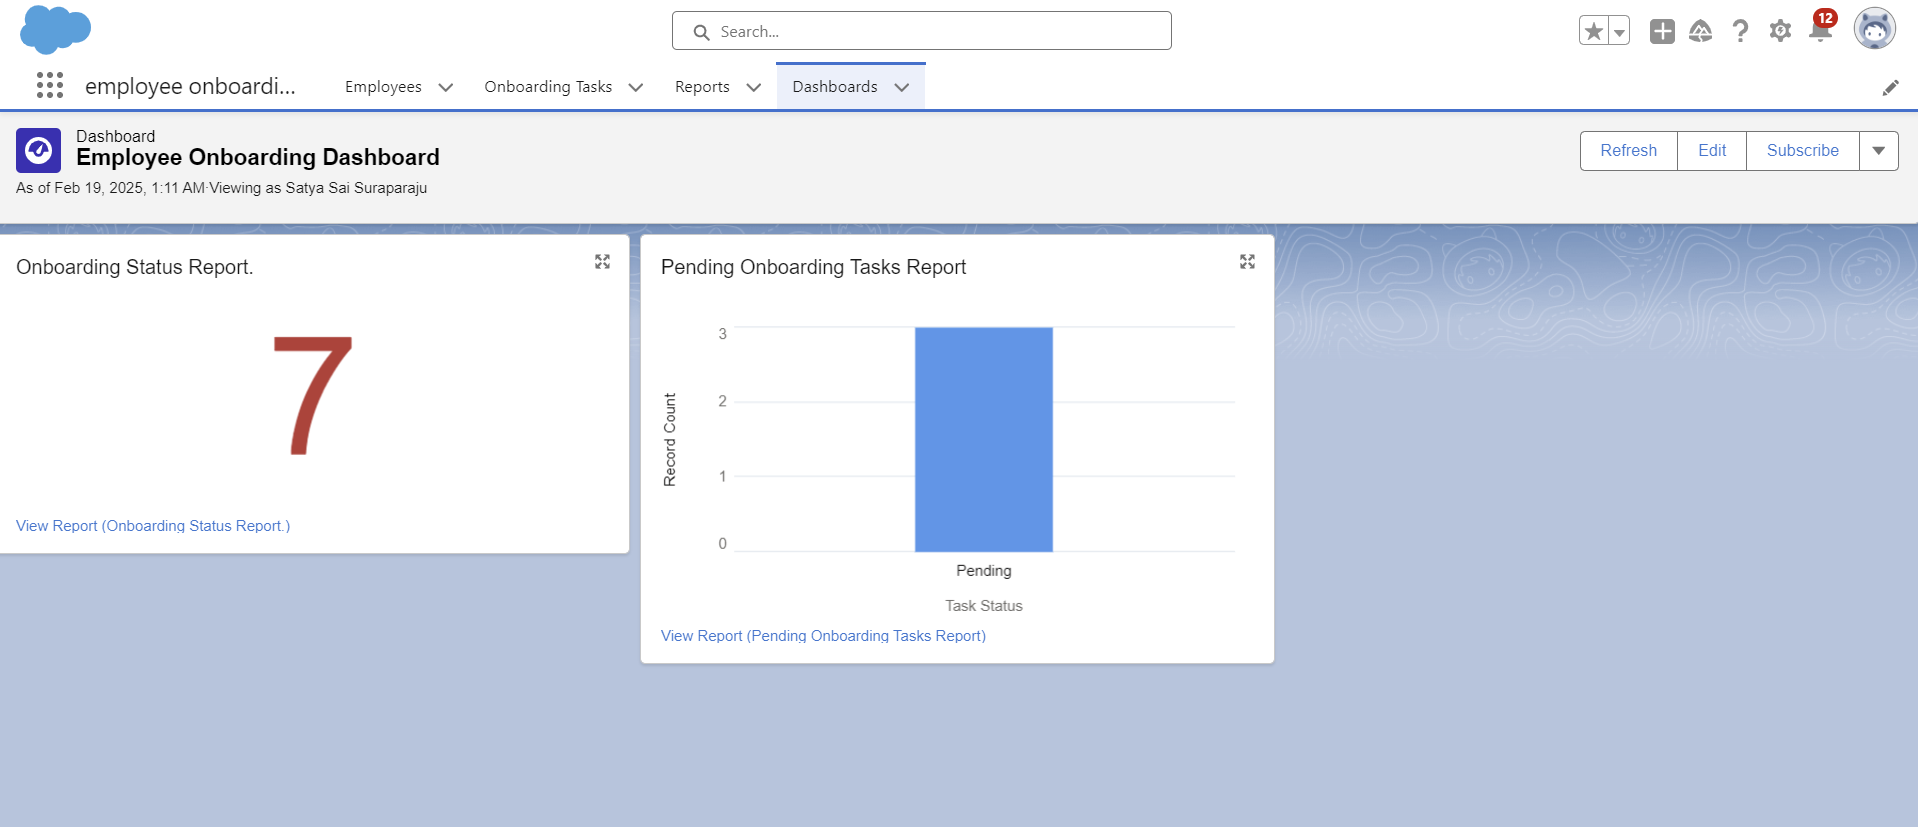 Search...
12
employee onboardi...
Employees
Onboarding Tasks
Reports
Dashboards
Dashboard
Employee Onboarding Dashboard
As of Feb 19, 2025, 1:11 AM·Viewing as Satya Sai Suraparaju
Refresh
Edit
Subscribe
Onboarding Status Report.
7
View Report (Onboarding Status Report.)
Pending Onboarding Tasks Report
Record Count
3
2
1
0
Pending
Task Status
View Report (Pending Onboarding Tasks Report)